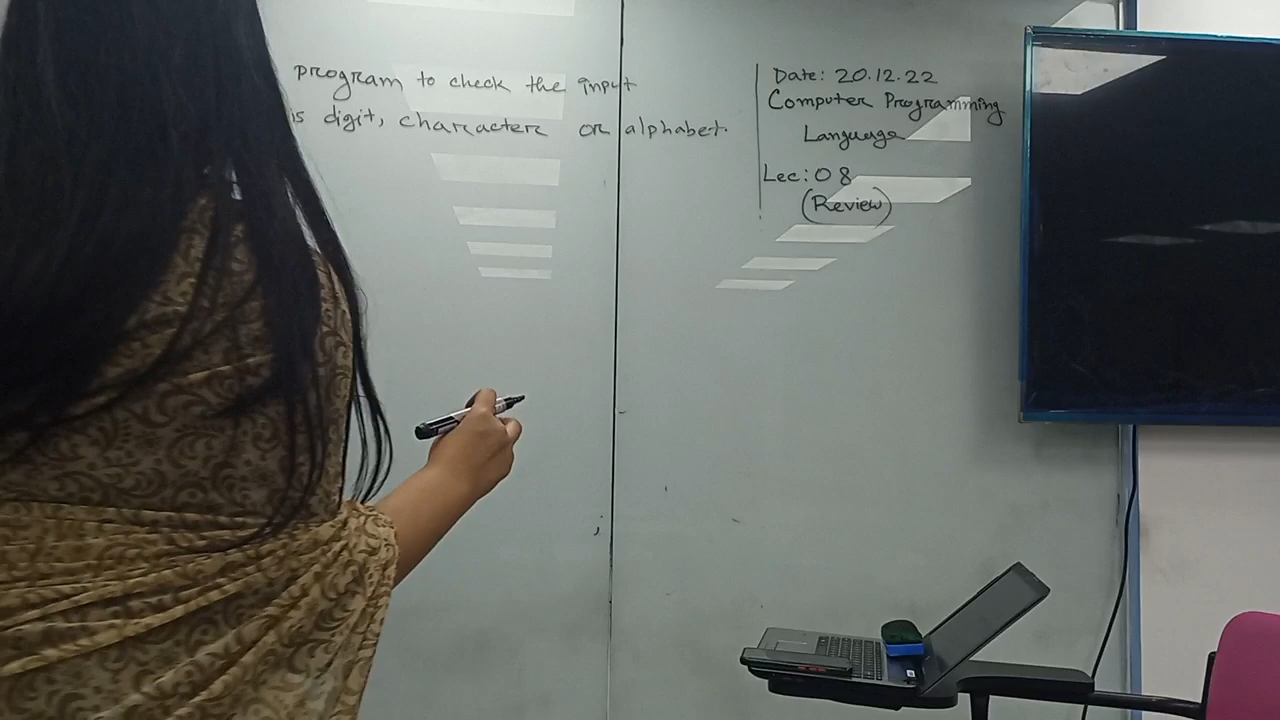 program to check the input
is digit, character or alphabet.
Date: 20.12.22
Computer Programming
Language
Lec: 08
(Review)